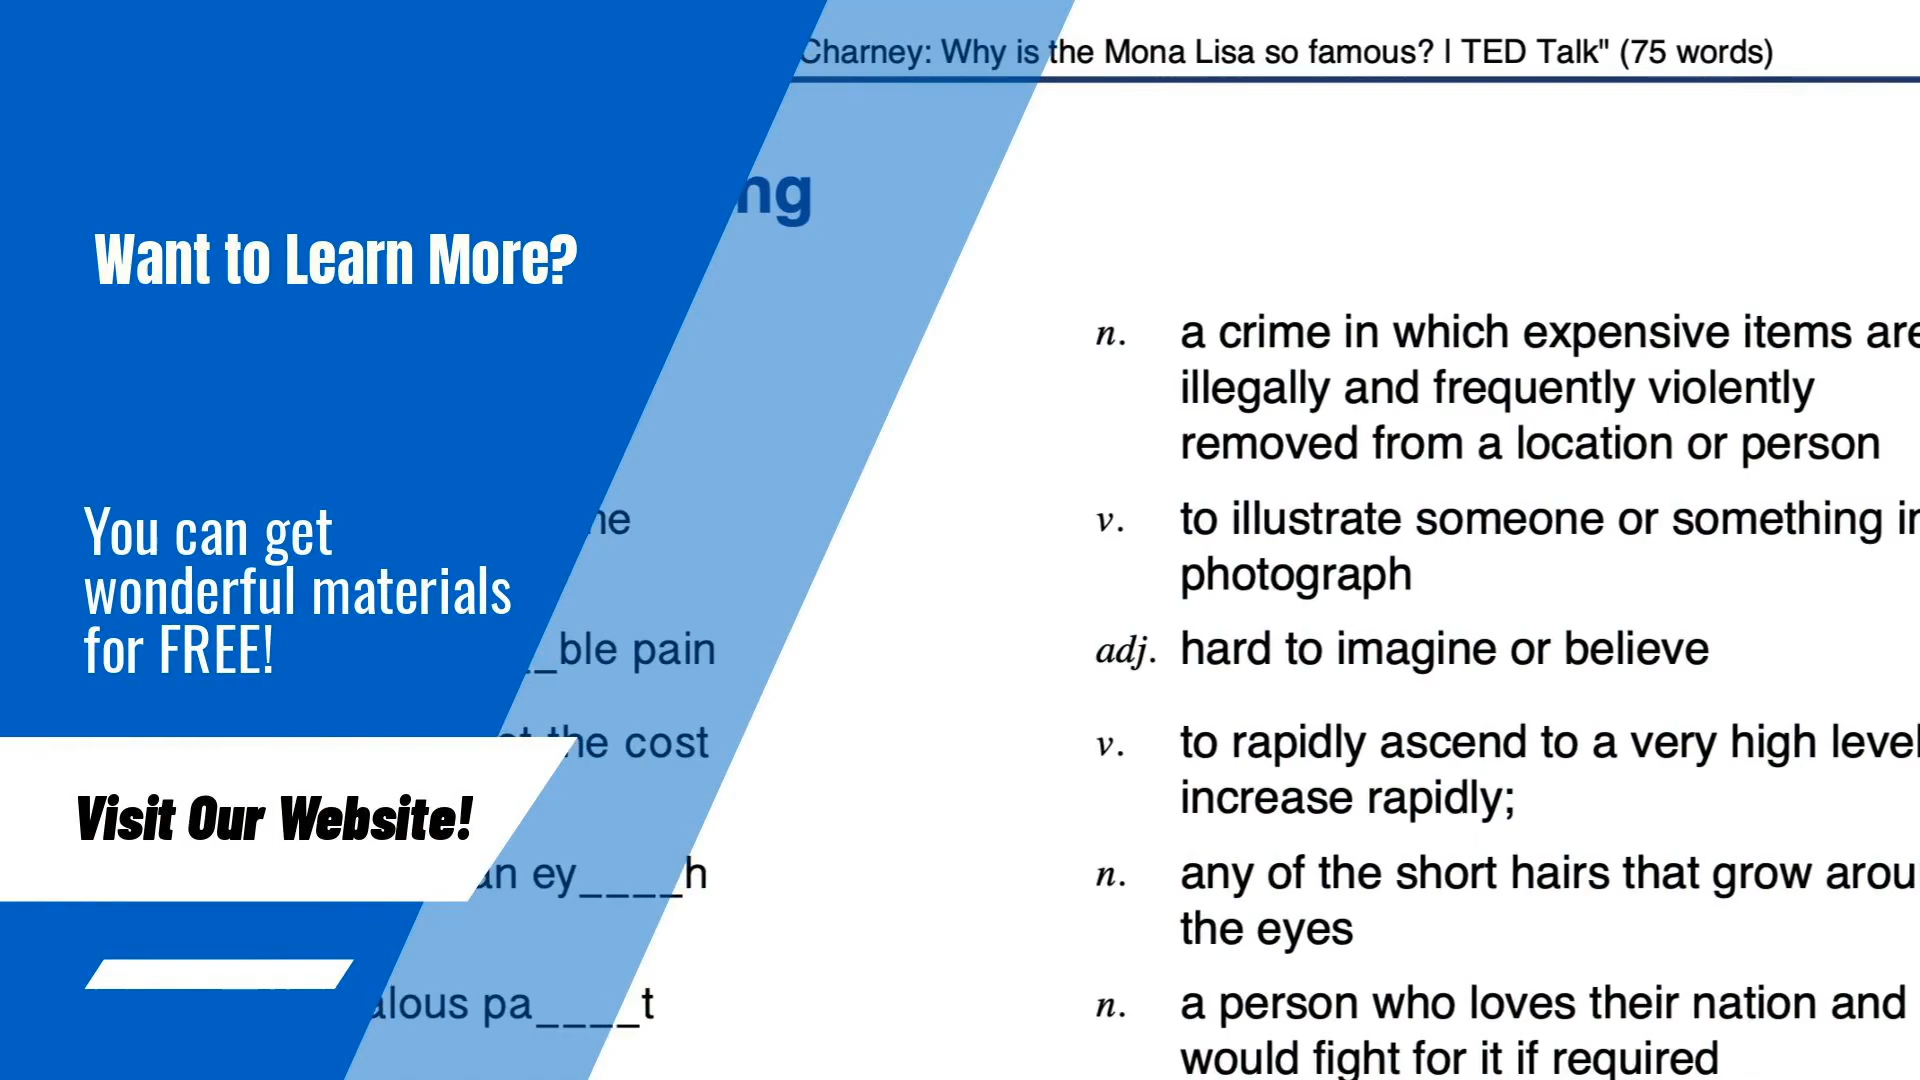 Charney: Why is the Mona Lisa so famous? | TED Talk" (75 words)
ng
Want to Learn More?
You can get
wonderful materials
for FREE!
Visit Our Website!
n. a crime in which expensive items are
illegally and frequently violently
removed from a location or person
v. to illustrate someone or something in
photograph
_ble pain
adj. hard to imagine or believe
the cost
v. to rapidly ascend to a very high level
increase rapidly;
an ey____h
n. any of the short hairs that grow arou
the eyes
alous pa____t
n. a person who loves their nation and
would fight for it if required